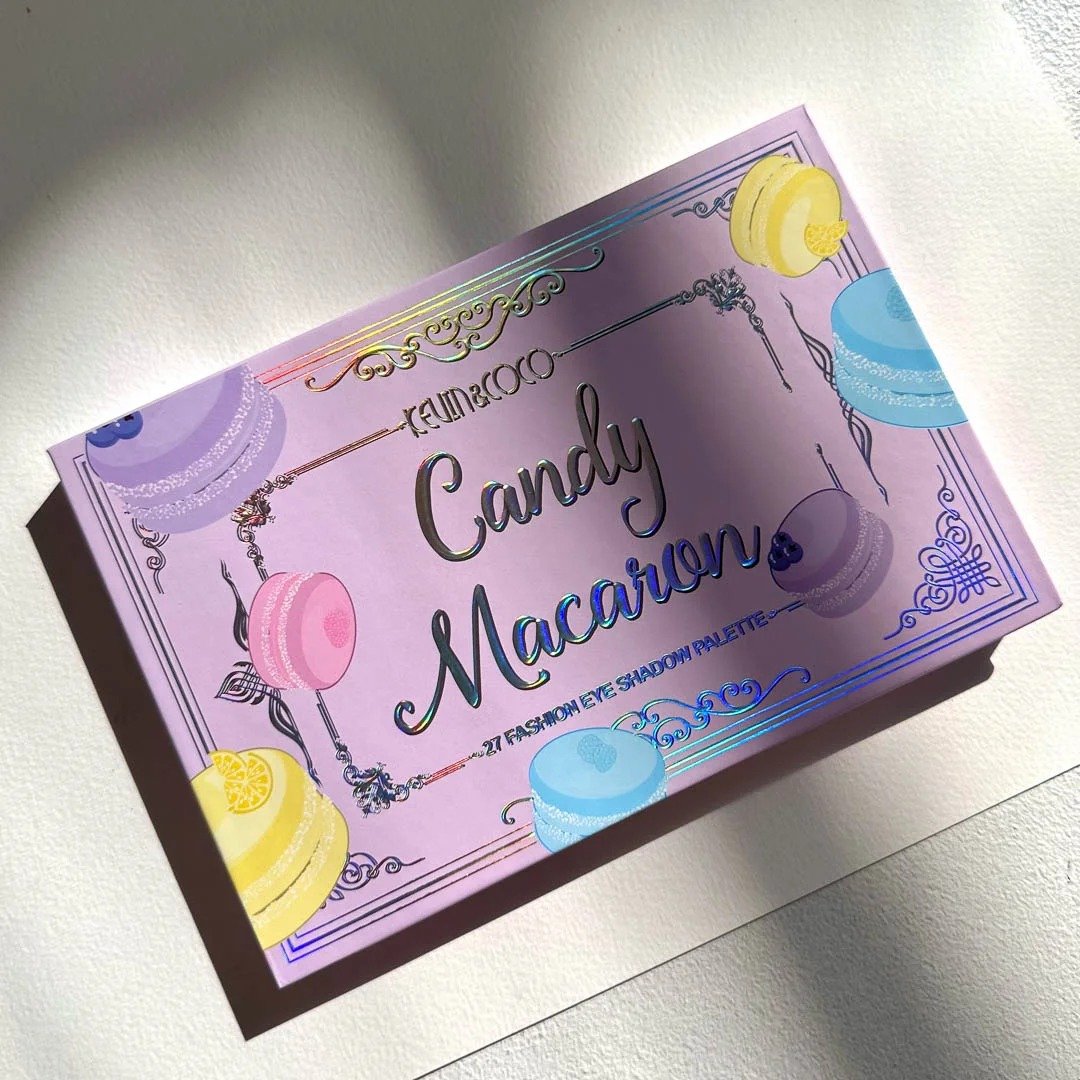 KEVIN&COCO
Candy
Macaron
27 FASHION EYE SHADOW PALETTE